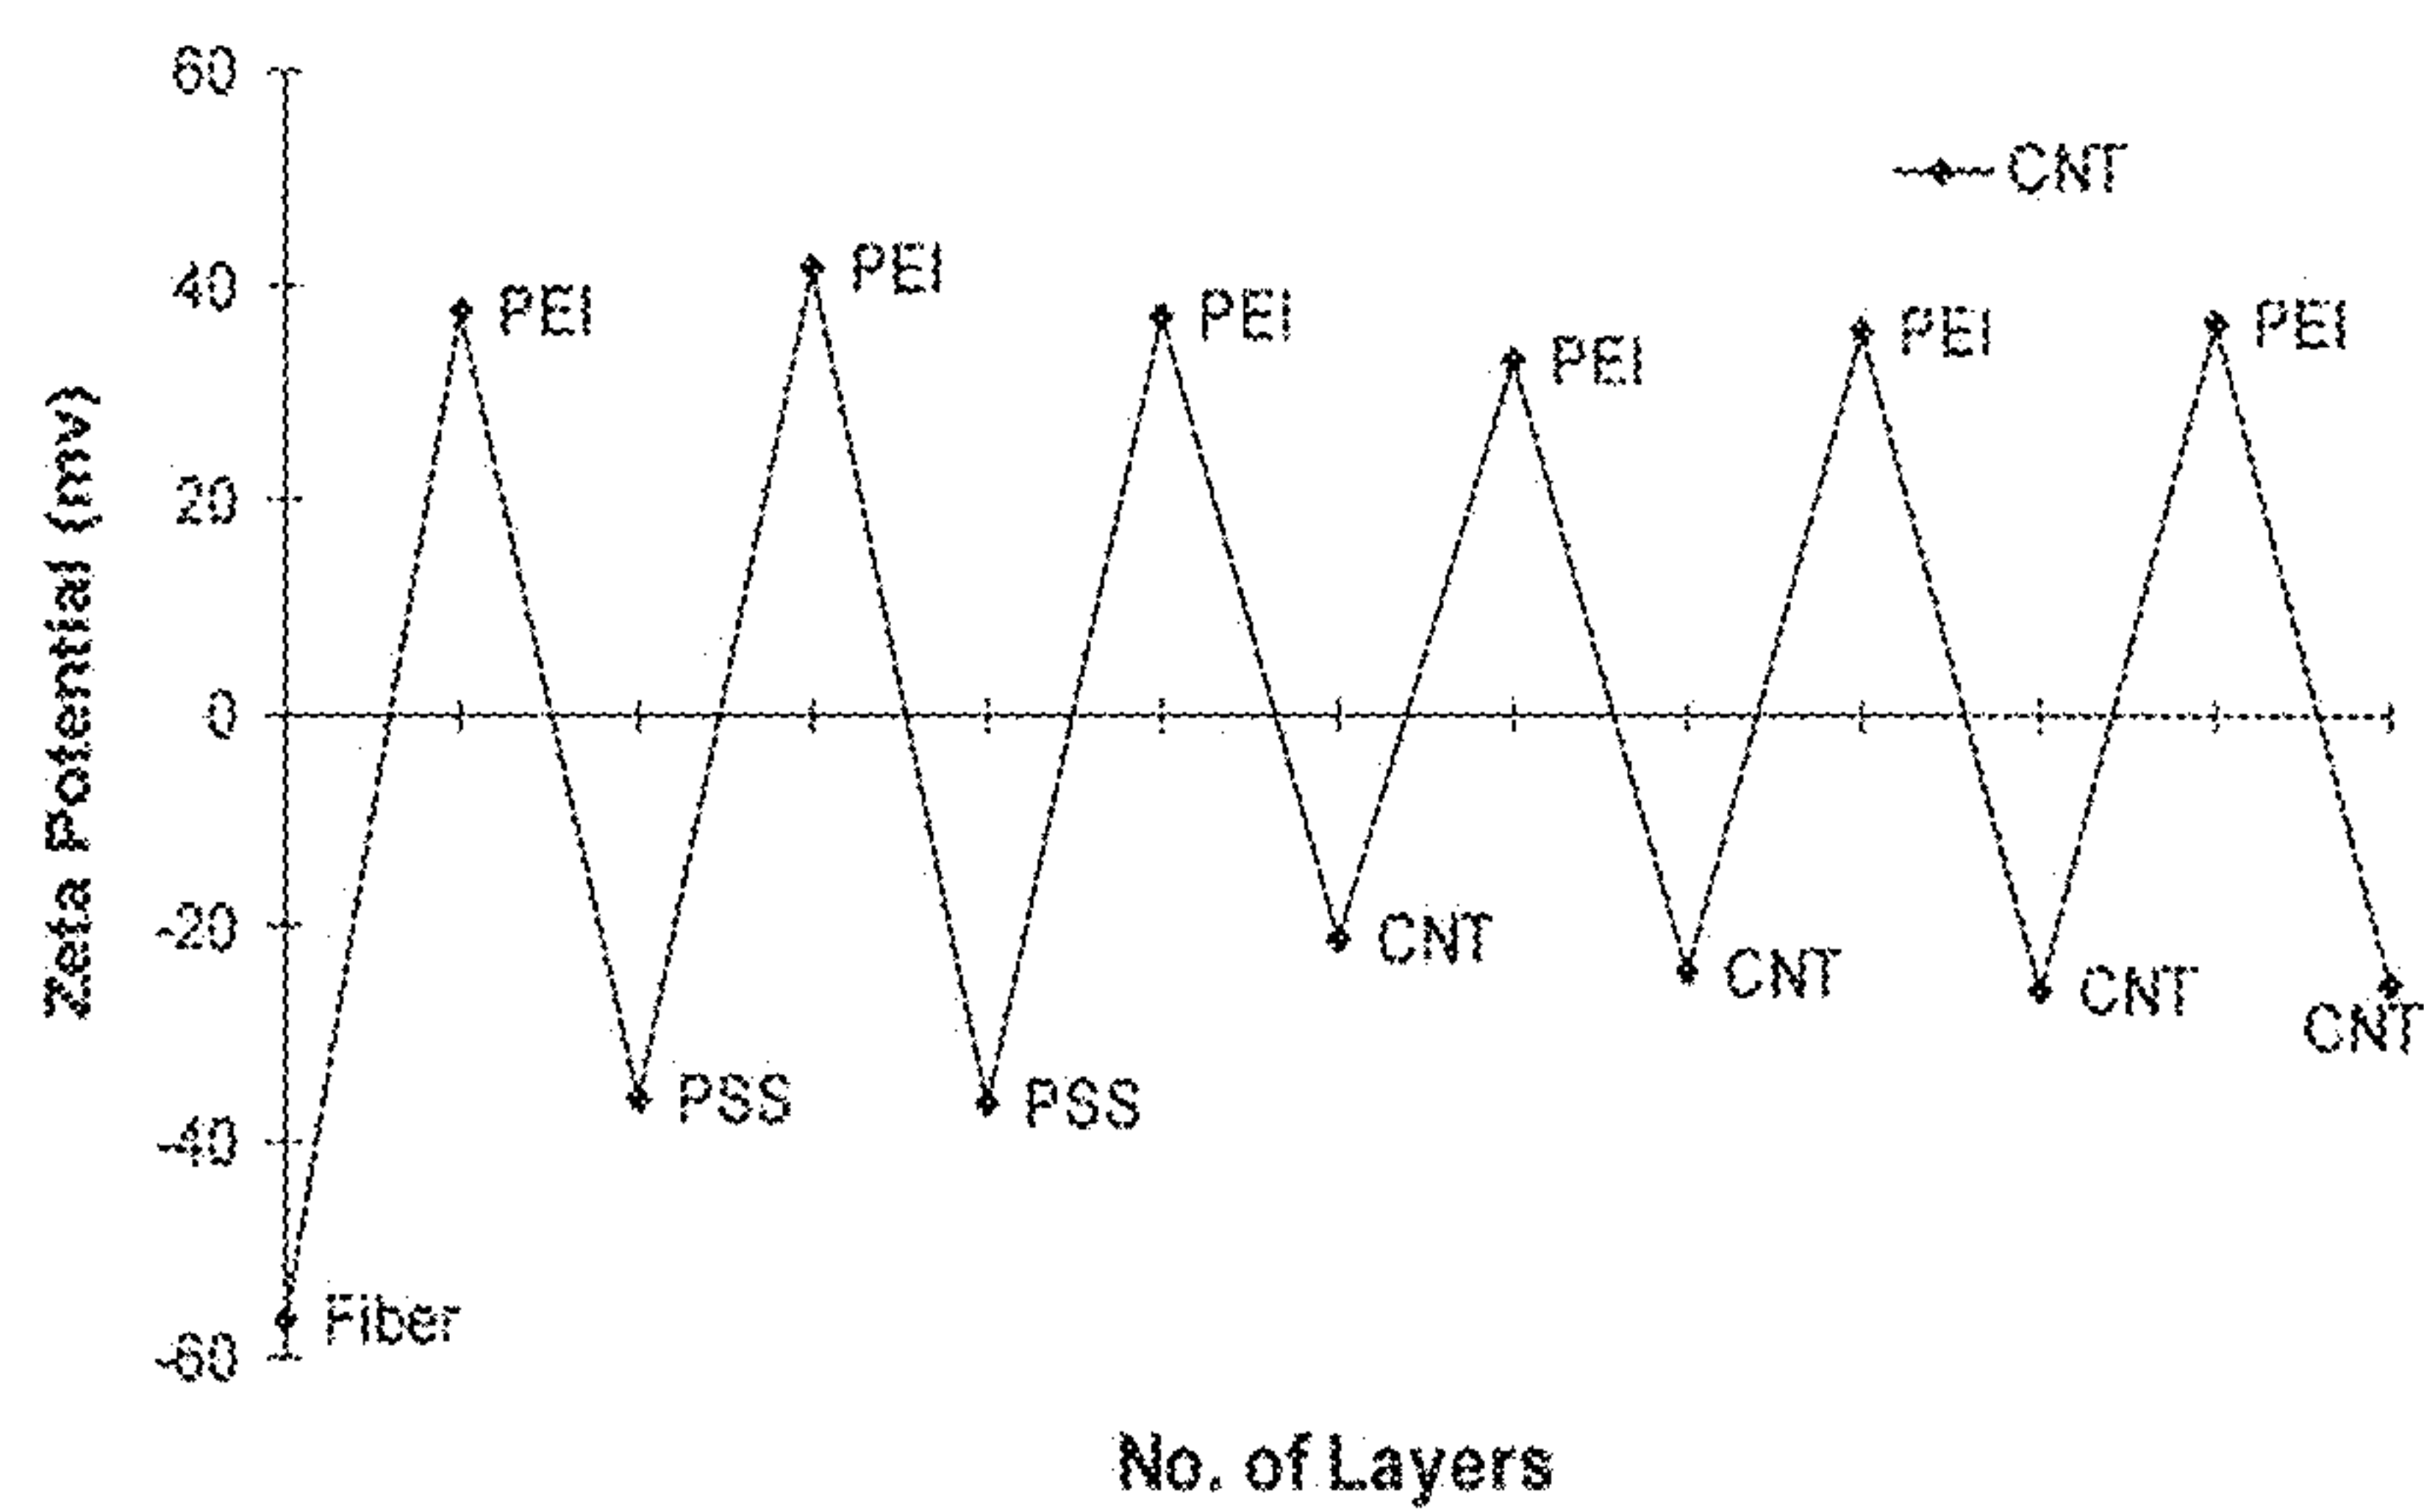 60
CNT
PEI
40
PEI
PEI
PEI
PEI
PEI
20
Zeta Potential (mv)
0
-20
CNT
CNT
CNT
CNT
PSS
PSS
-40
Fiber
-60
No. of Layers